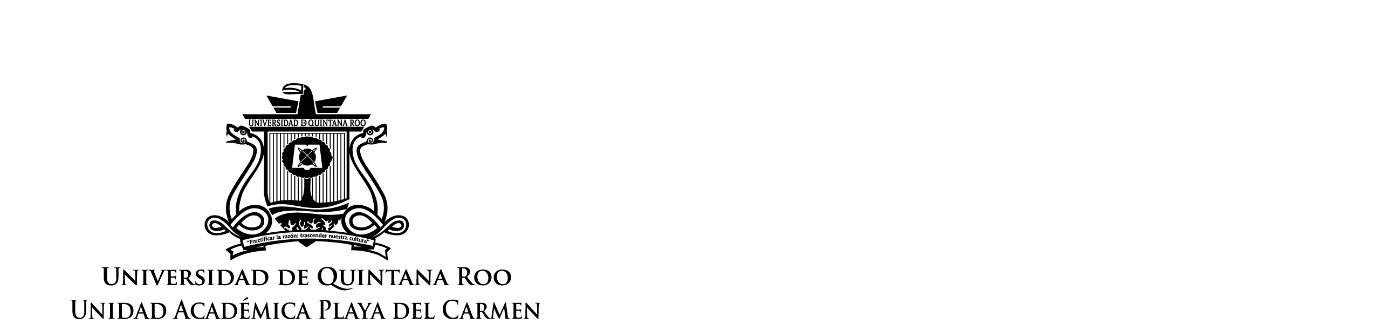 UNIVERSIDAD DE QUINTANA ROO
"Fructificar la razón: trascender nuestra cultura"
UNIVERSIDAD DE QUINTANA ROO
UNIDAD ACADÉMICA PLAYA DEL CARMEN